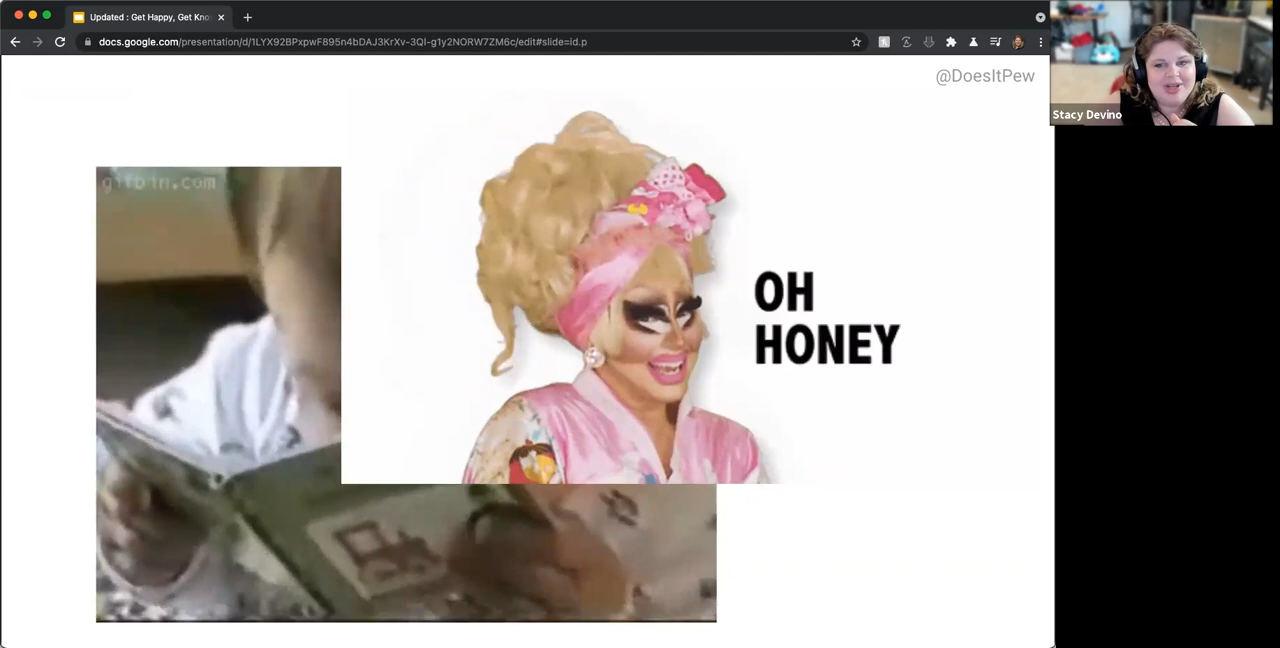 Updated : Get Happy, Get Kno
docs.google.com/presentation/d/1LYX92BPxpwF895n4bDAJ3KrXv-3QI-g1y2NORW7ZM6c/edit#slide=id.p
@DoesItPew
Stacy Devino
gifbin.com
OH
HONEY